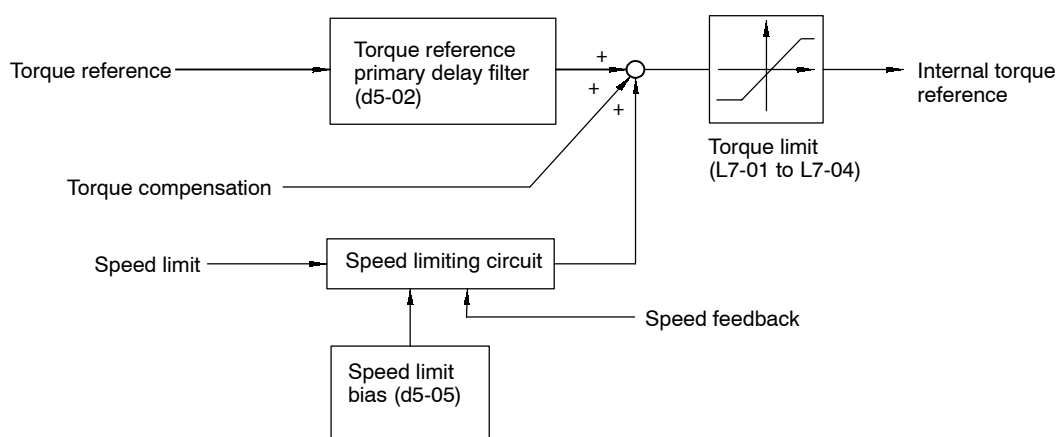 Torque reference
Torque reference
primary delay filter
(d5-02)
+
+
+
Internal torque
reference
Torque limit
(L7-01 to L7-04)
Torque compensation
Speed limit
Speed limiting circuit
Speed feedback
Speed limit
bias (d5-05)